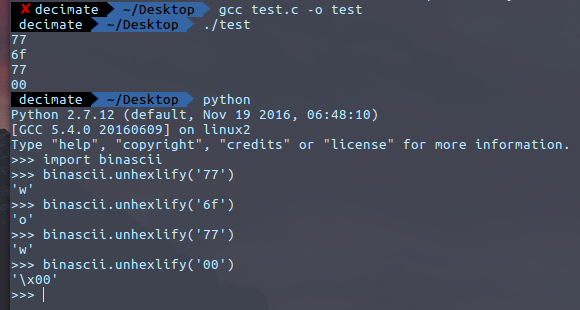 ✘ decimate ~/Desktop gcc test.c -o test
decimate ~/Desktop ./test
77
6f
77
00
decimate ~/Desktop python
Python 2.7.12 (default, Nov 19 2016, 06:48:10)
[GCC 5.4.0 20160609] on linux2
Type "help", "copyright", "credits" or "license" for more information.
>>> import binascii
>>> binascii.unhexlify('77')
'w'
>>> binascii.unhexlify('6f')
'o'
>>> binascii.unhexlify('77')
'w'
>>> binascii.unhexlify('00')
'\x00'
>>>